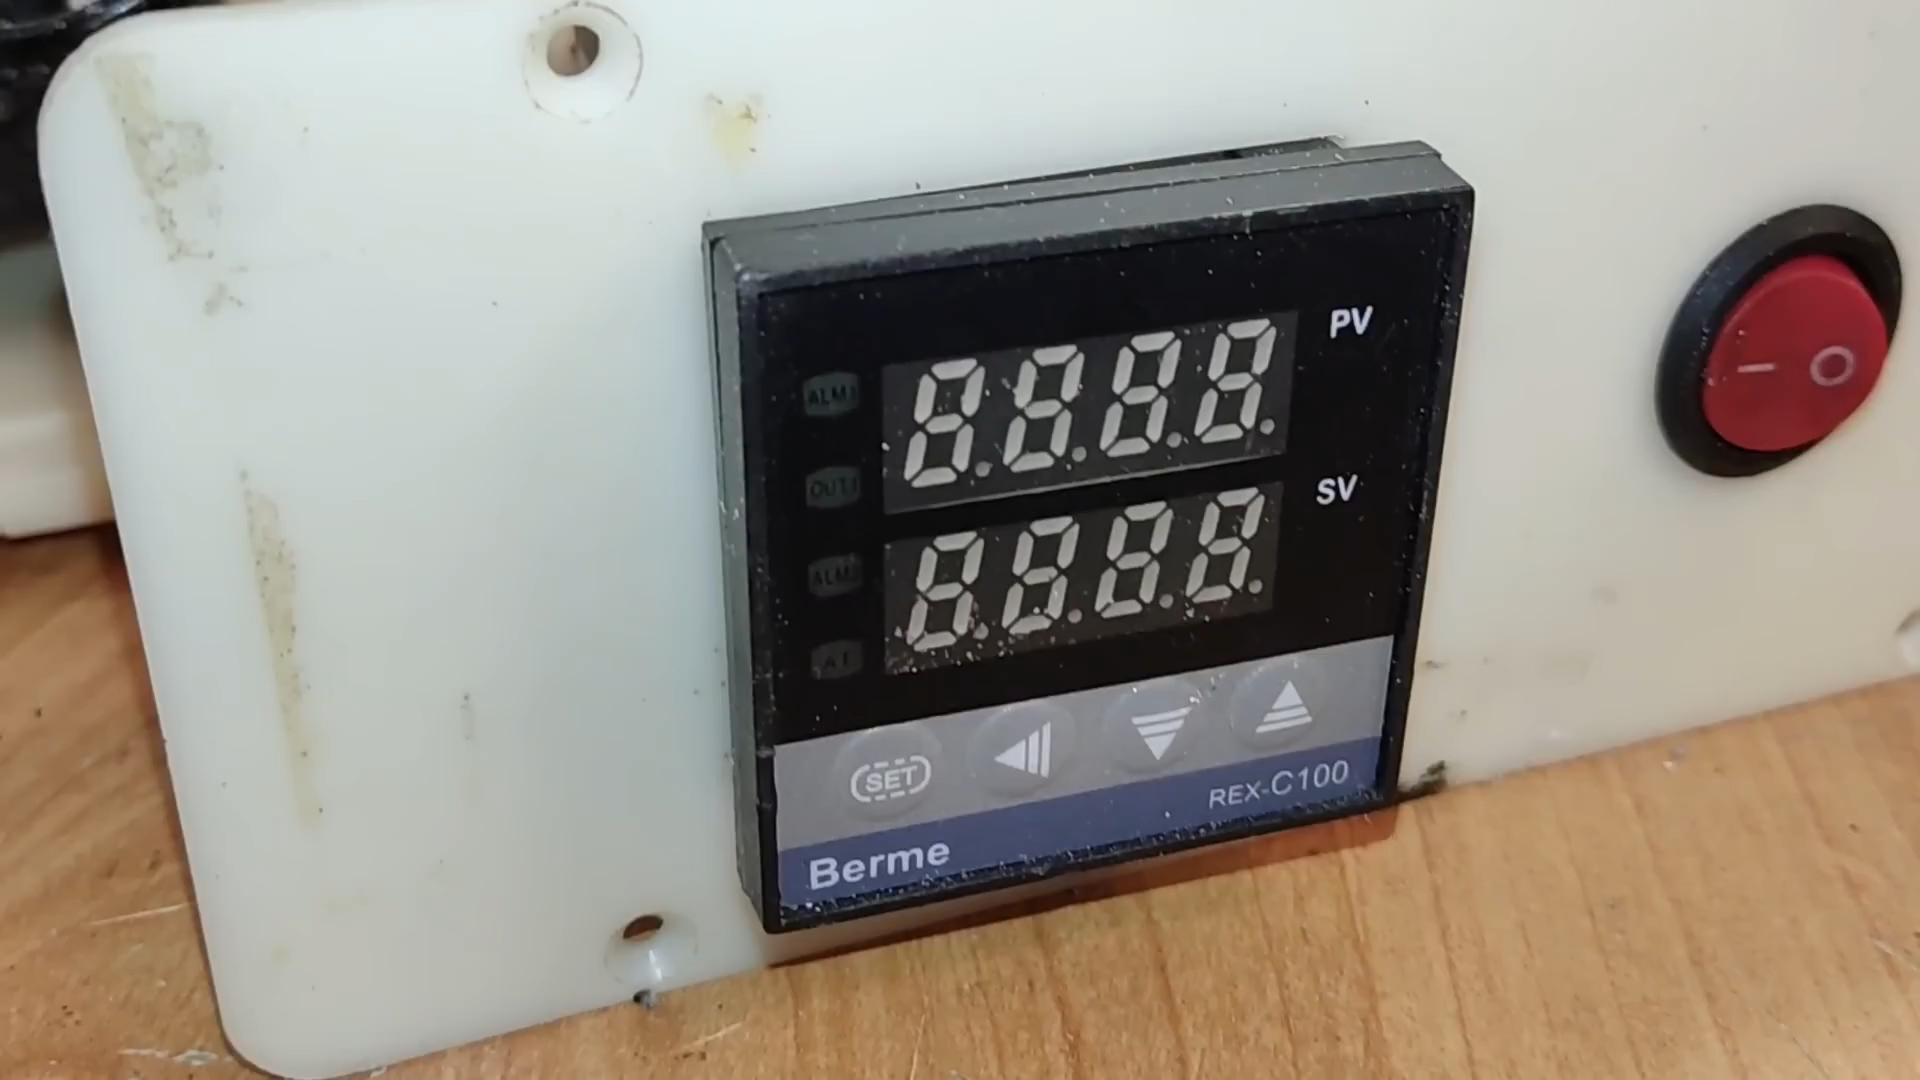 PV
ALM1
OUT1
SV
ALM2
AT
SET
REX-C100
Berme